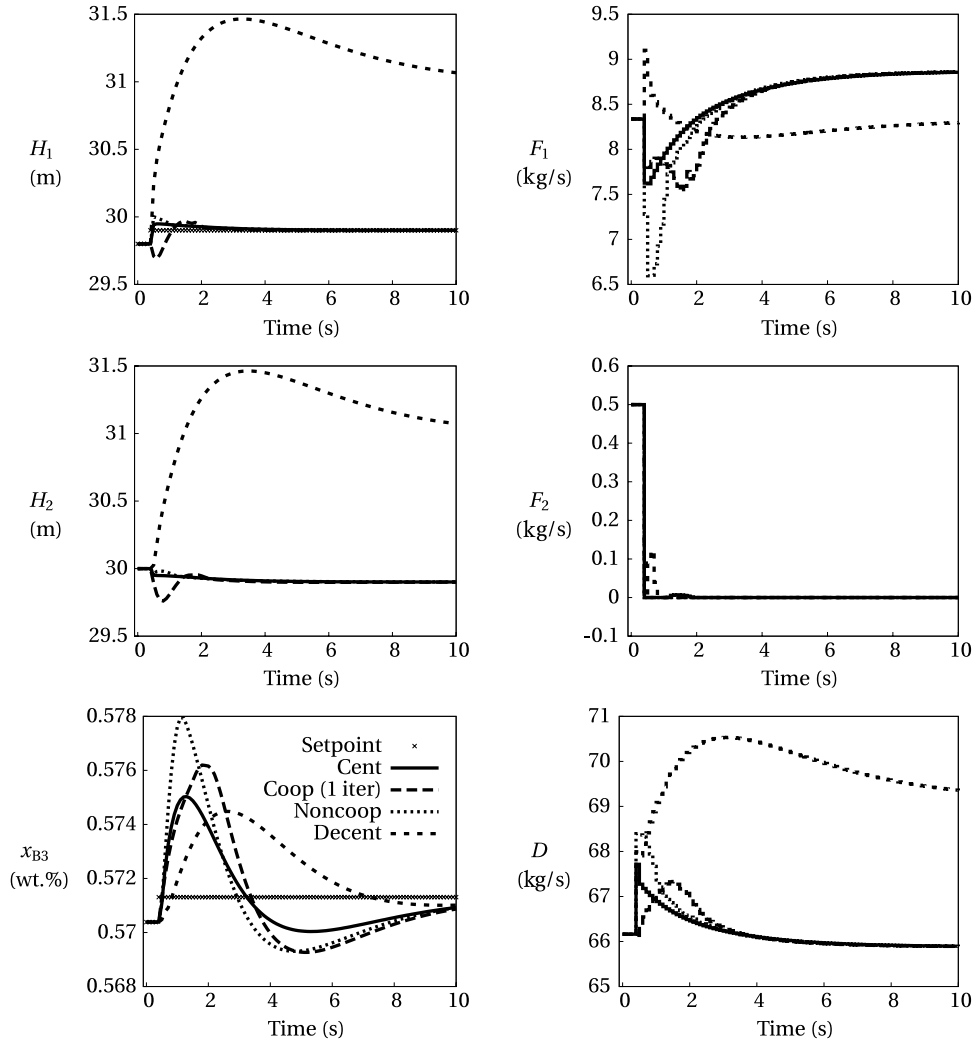 31.5
31
30.5
30
29.5
H1
(m)
0 2 4 6 8 10
Time (s)
9.5
9
8.5
8
7.5
7
6.5
F1
(kg/s)
0 2 4 6 8 10
Time (s)
31.5
31
30.5
30
29.5
H2
(m)
0 2 4 6 8 10
Time (s)
0.6
0.5
0.4
0.3
0.2
0.1
0
-0.1
F2
(kg/s)
0 2 4 6 8 10
Time (s)
0.578
0.576
0.574
0.572
0.57
0.568
xB3
(wt.%)
Setpoint
Cent
Coop (1 iter)
Noncoop
Decent
0 2 4 6 8 10
Time (s)
71
70
69
68
67
66
65
D
(kg/s)
0 2 4 6 8 10
Time (s)